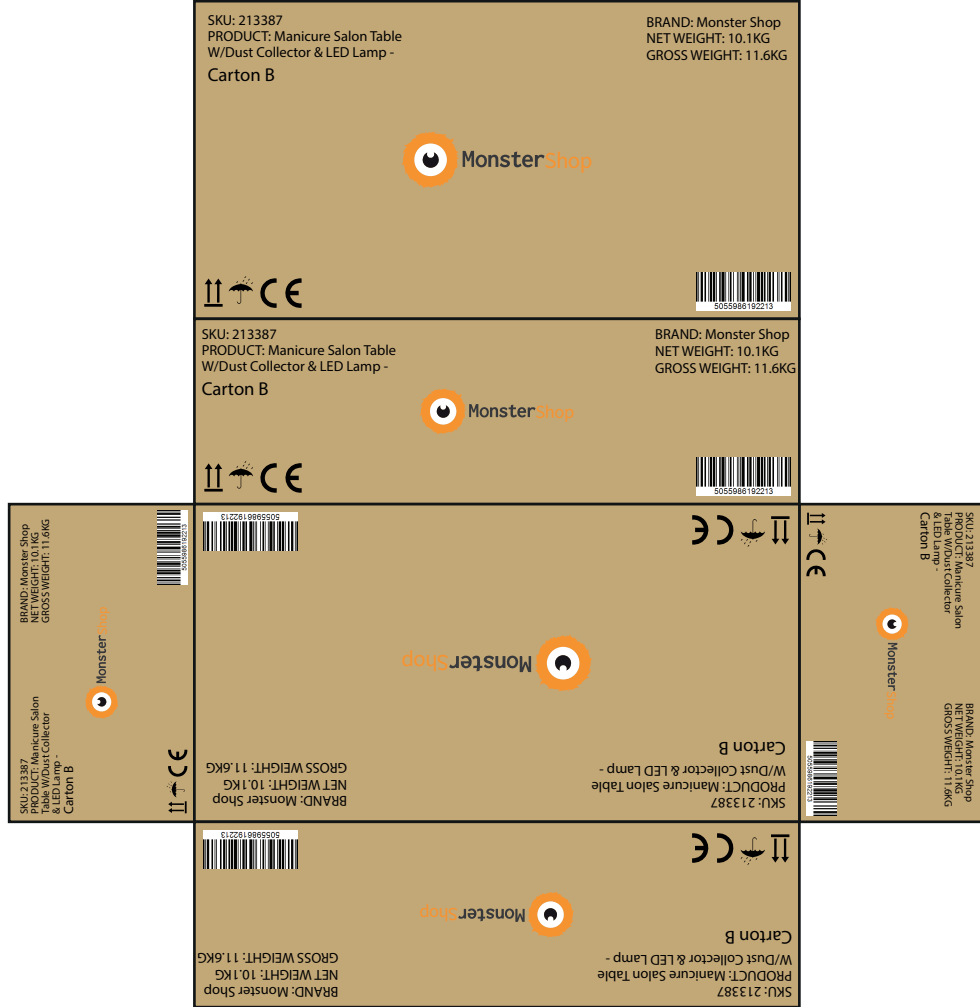 SKU: 213387
PRODUCT: Manicure Salon Table
W/Dust Collector & LED Lamp -
Carton B
BRAND: Monster Shop
NET WEIGHT: 10.1KG
GROSS WEIGHT: 11.6KG
MonsterShop
5055986192213
SKU: 213387
PRODUCT: Manicure Salon Table
W/Dust Collector & LED Lamp -
Carton B
BRAND: Monster Shop
NET WEIGHT: 10.1KG
GROSS WEIGHT: 11.6KG
MonsterShop
5055986192213
SKU: 213387
PRODUCT: Manicure Salon
Table W/Dust Collector
& LED Lamp -
Carton B
BRAND: Monster Shop
NET WEIGHT: 10.1KG
GROSS WEIGHT: 11.6KG
MonsterShop
5055986192213
SKU: 213387
PRODUCT: Manicure Salon Table
W/Dust Collector & LED Lamp -
Carton B
BRAND: Monster Shop
NET WEIGHT: 10.1KG
GROSS WEIGHT: 11.6KG
MonsterShop
5055986192213
SKU: 213387
PRODUCT: Manicure Salon
Table W/Dust Collector
& LED Lamp -
Carton B
BRAND: Monster Shop
NET WEIGHT: 10.1KG
GROSS WEIGHT: 11.6KG
MonsterShop
5055986192213
SKU: 213387
PRODUCT: Manicure Salon Table
W/Dust Collector & LED Lamp -
Carton B
BRAND: Monster Shop
NET WEIGHT: 10.1KG
GROSS WEIGHT: 11.6KG
MonsterShop
5055986192213